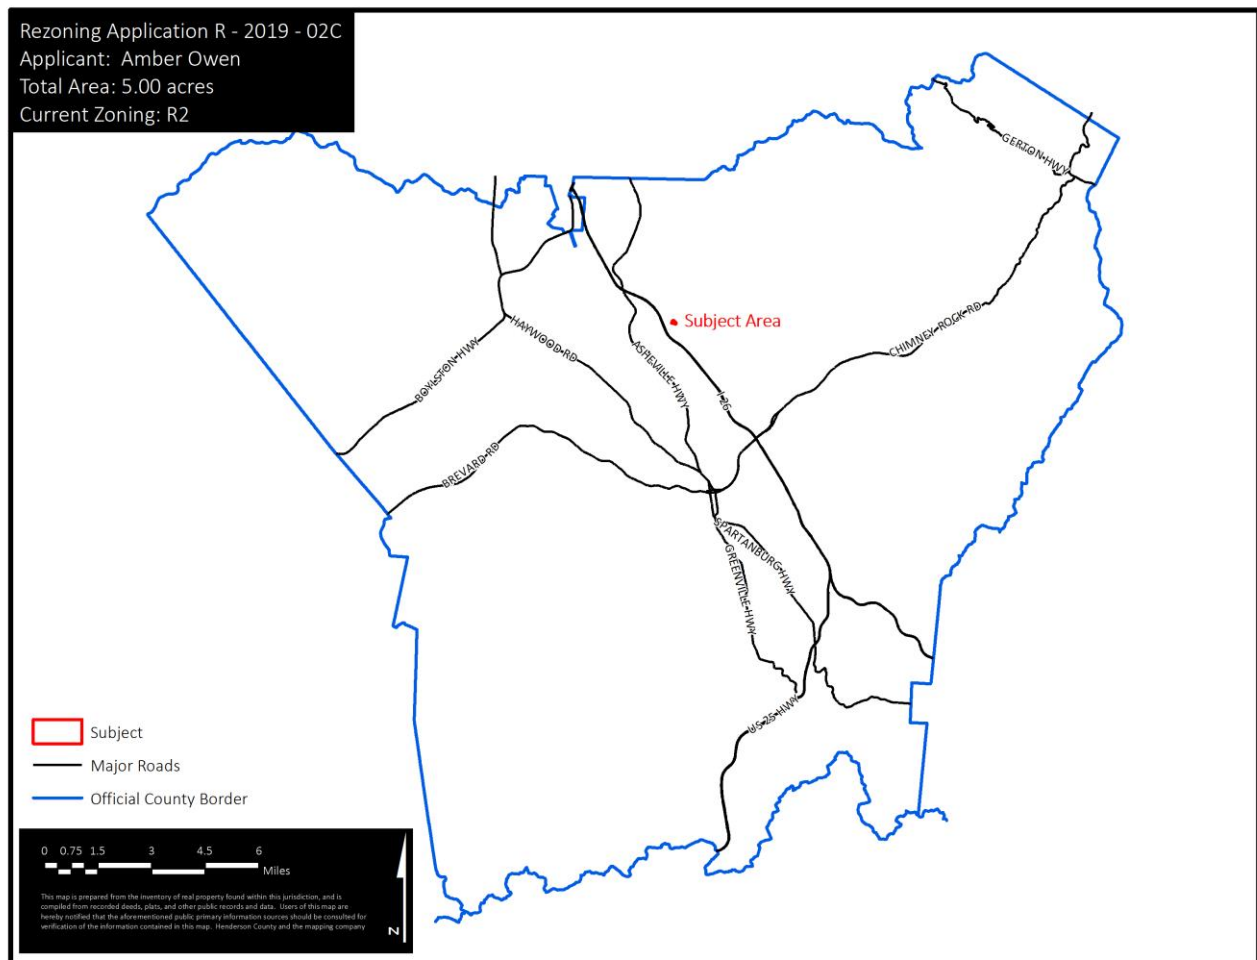 Rezoning Application R - 2019 - 02C
Applicant: Amber Owen
Total Area: 5.00 acres
Current Zoning: R2
GERTON HWY
Subject Area
CHIMNEY ROCK RD
HAYWOOD RD
ASHEVILLE HWY
BOYLSTON HWY
I-26
BREVARD RD
SPARTANBURG HWY
GREENVILLE HWY
US-25 HWY
Subject
Major Roads
Official County Border
0 0.75 1.5 3 4.5 6
Miles
This map is prepared from the inventory of real property found within this jurisdiction, and is
compiled from recorded deeds, plats, and other public records and data. Users of this map are
hereby notified that the aforementioned public primary information sources should be consulted for
verification of the information contained in this map. Henderson County and the mapping company
N